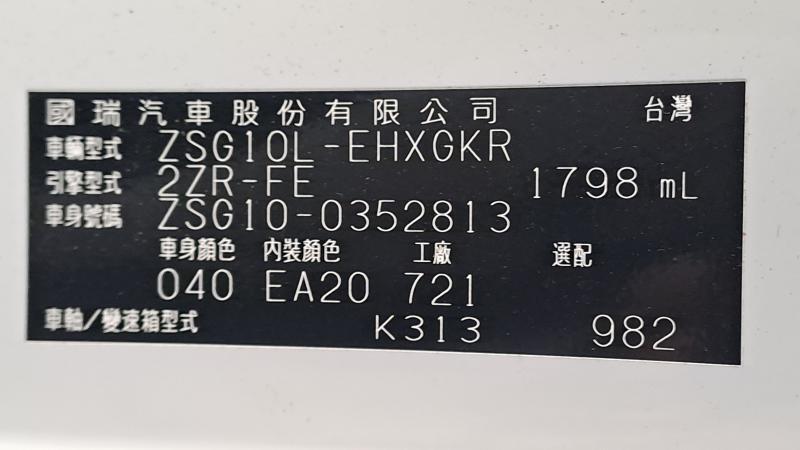 國瑞汽車股份有限公司 台灣
車輛型式 ZSG10L-EHXGKR
引擎型式 2ZR-FE 1798 mL
車身號碼 ZSG10-0352813
車身顏色 內裝顏色 工廠 選配
040 EA20 721
車軸/變速箱型式 K313 982